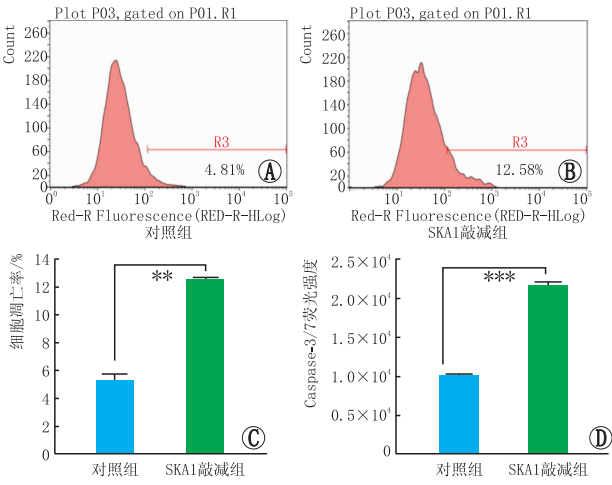 Plot P03, gated on P01.R1
Count
220
180
140
100
60
20
0
R3
4.81%
Ⓐ
10¹ 10² 10³ 10⁴ 10⁵
Red-R Fluorescence(RED-R-HLog)
对照组
Plot P03, gated on P01.R1
Count
220
180
140
100
60
20
0
R3
12.58%
Ⓑ
10¹ 10² 10³ 10⁴ 10⁵
Red-R Fluorescence(RED-R-HLog)
SKA1敲减组
细胞凋亡率/%
14
12
10
8
6
4
2
0
**
Ⓒ
对照组 SKA1敲减组
Caspase-3/7荧光强度
2.5×10⁴
2.0×10⁴
1.5×10⁴
1.0×10⁴
0.5×10⁴
0
***
Ⓓ
对照组 SKA1敲减组